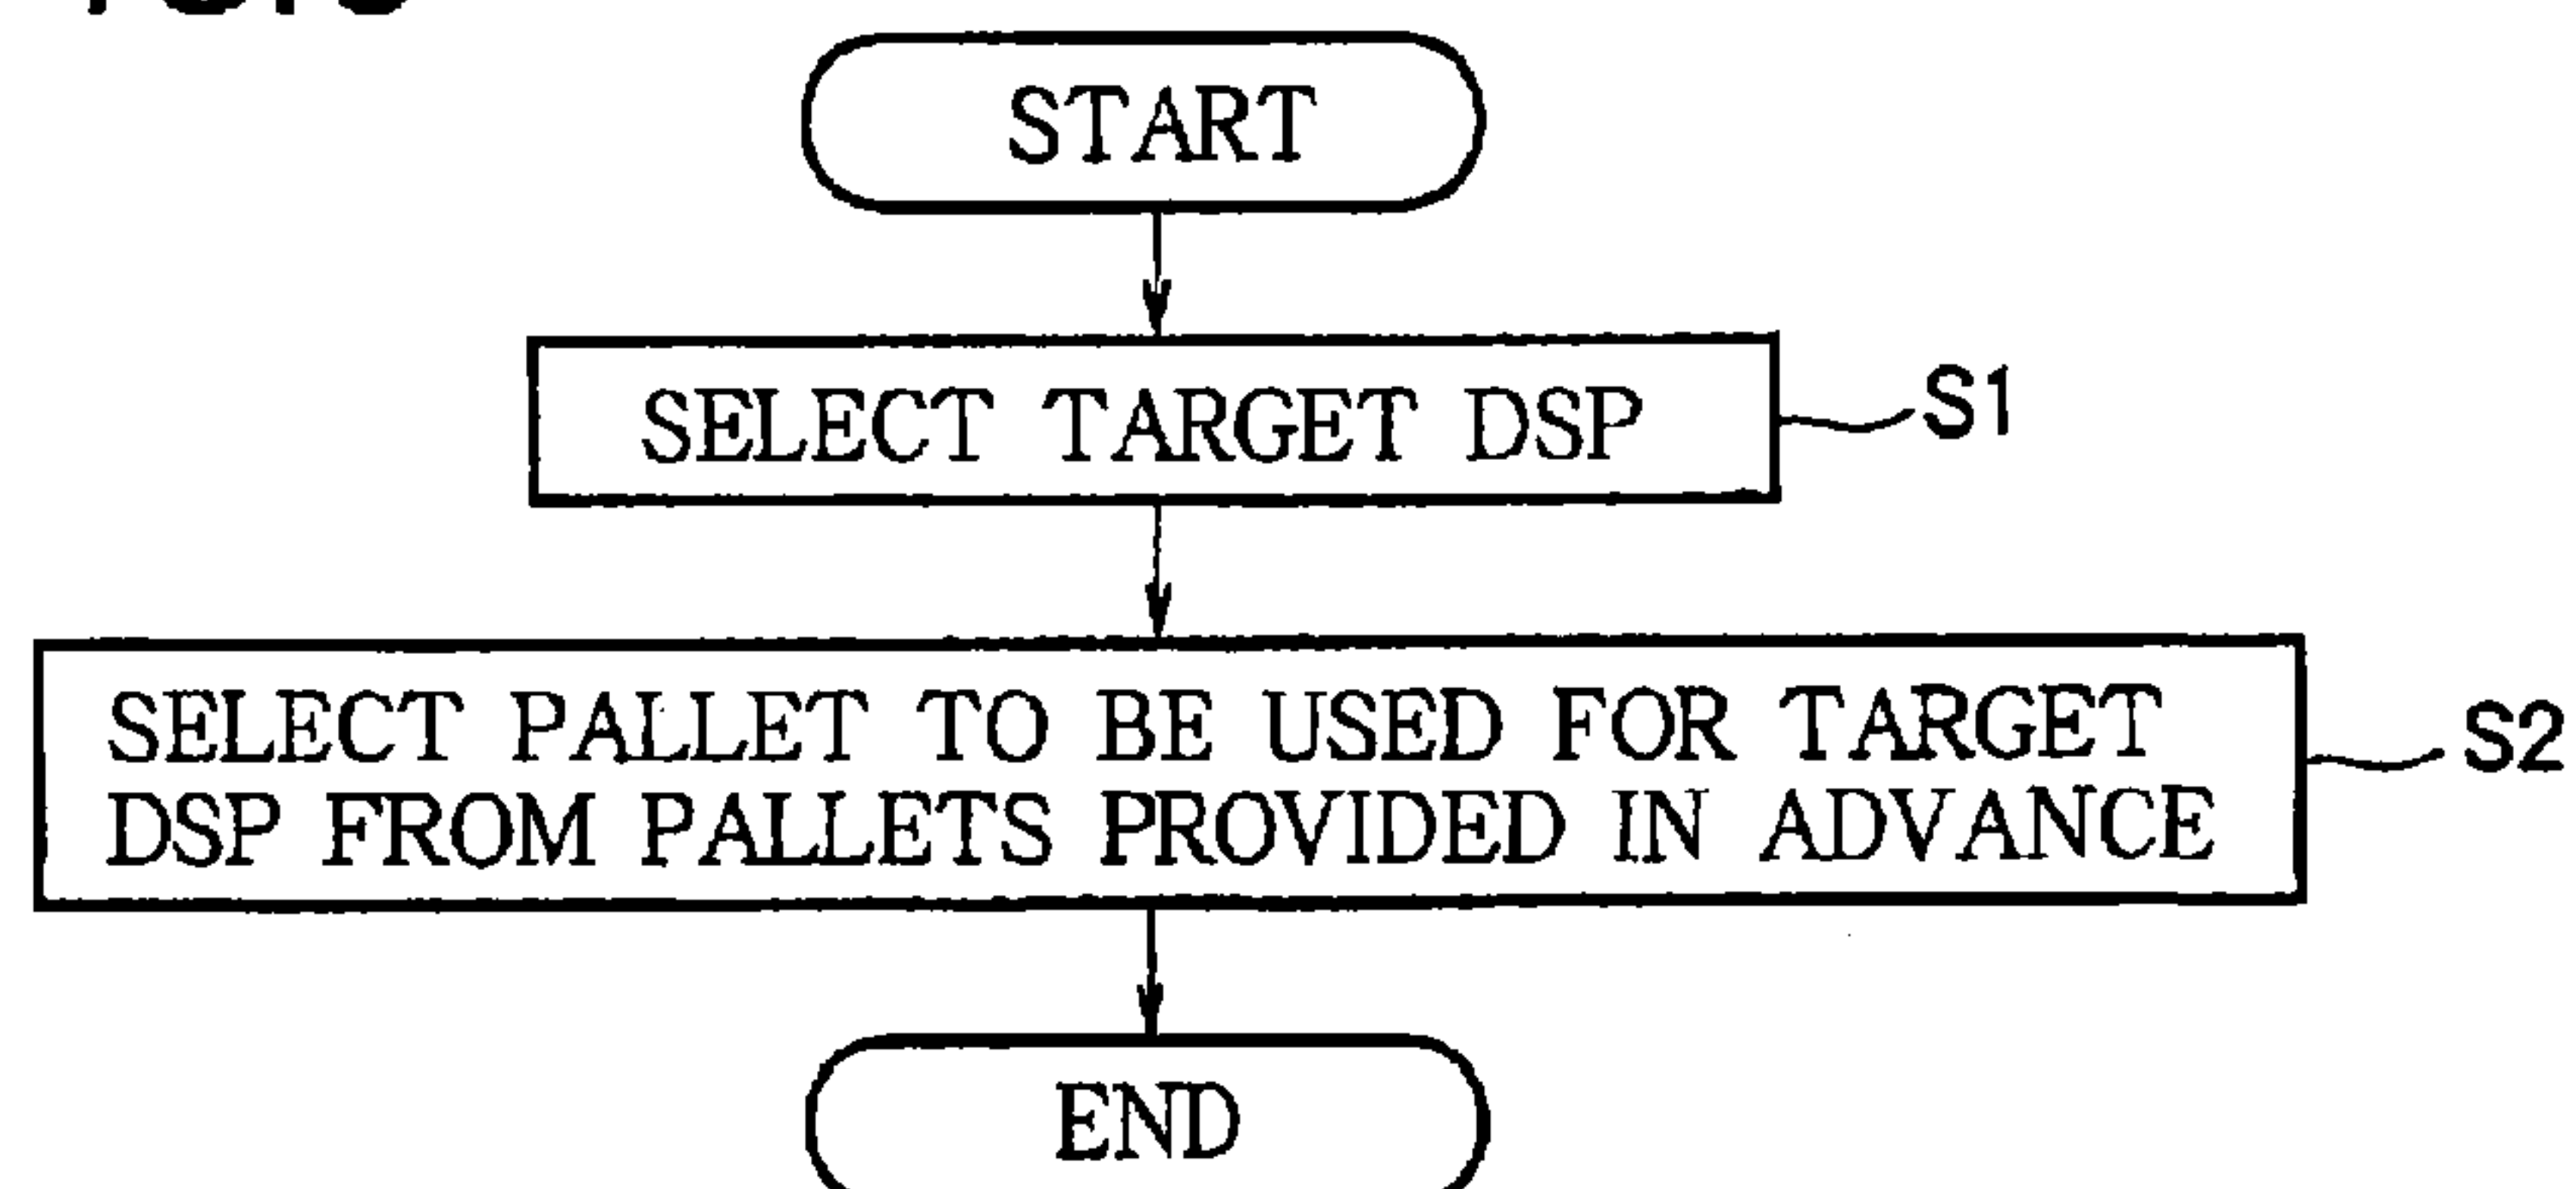 START
SELECT TARGET DSP
S1
SELECT PALLET TO BE USED FOR TARGET
DSP FROM PALLETS PROVIDED IN ADVANCE
S2
END